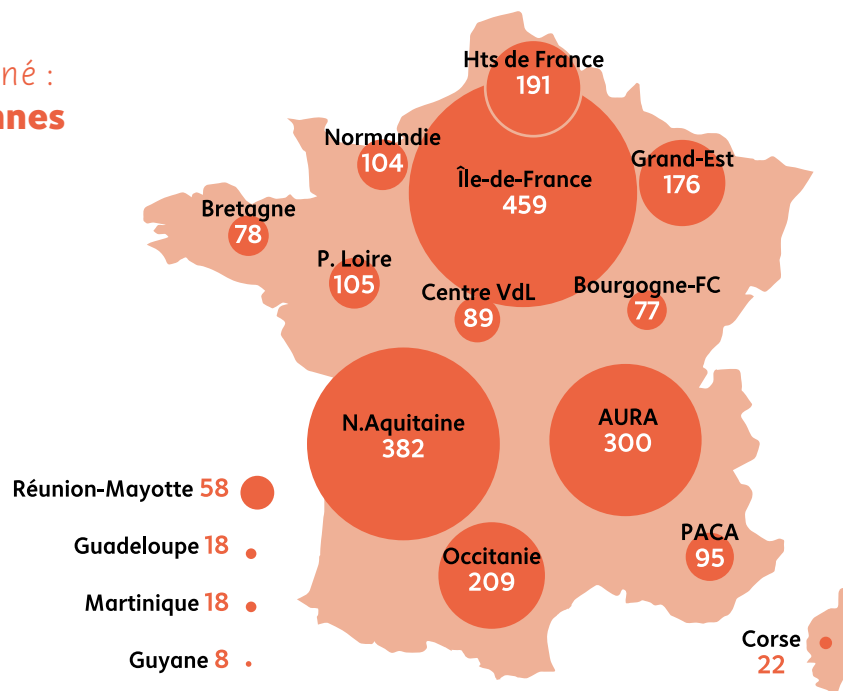 né :
Hts de France
191
Normandie
104
Île-de-France
459
Grand-Est
176
Bretagne
78
P. Loire
105
Centre VdL
89
Bourgogne-FC
77
N.Aquitaine
382
AURA
300
Réunion-Mayotte 58
Guadeloupe 18
Martinique 18
Guyane 8
Occitanie
209
PACA
95
Corse
22